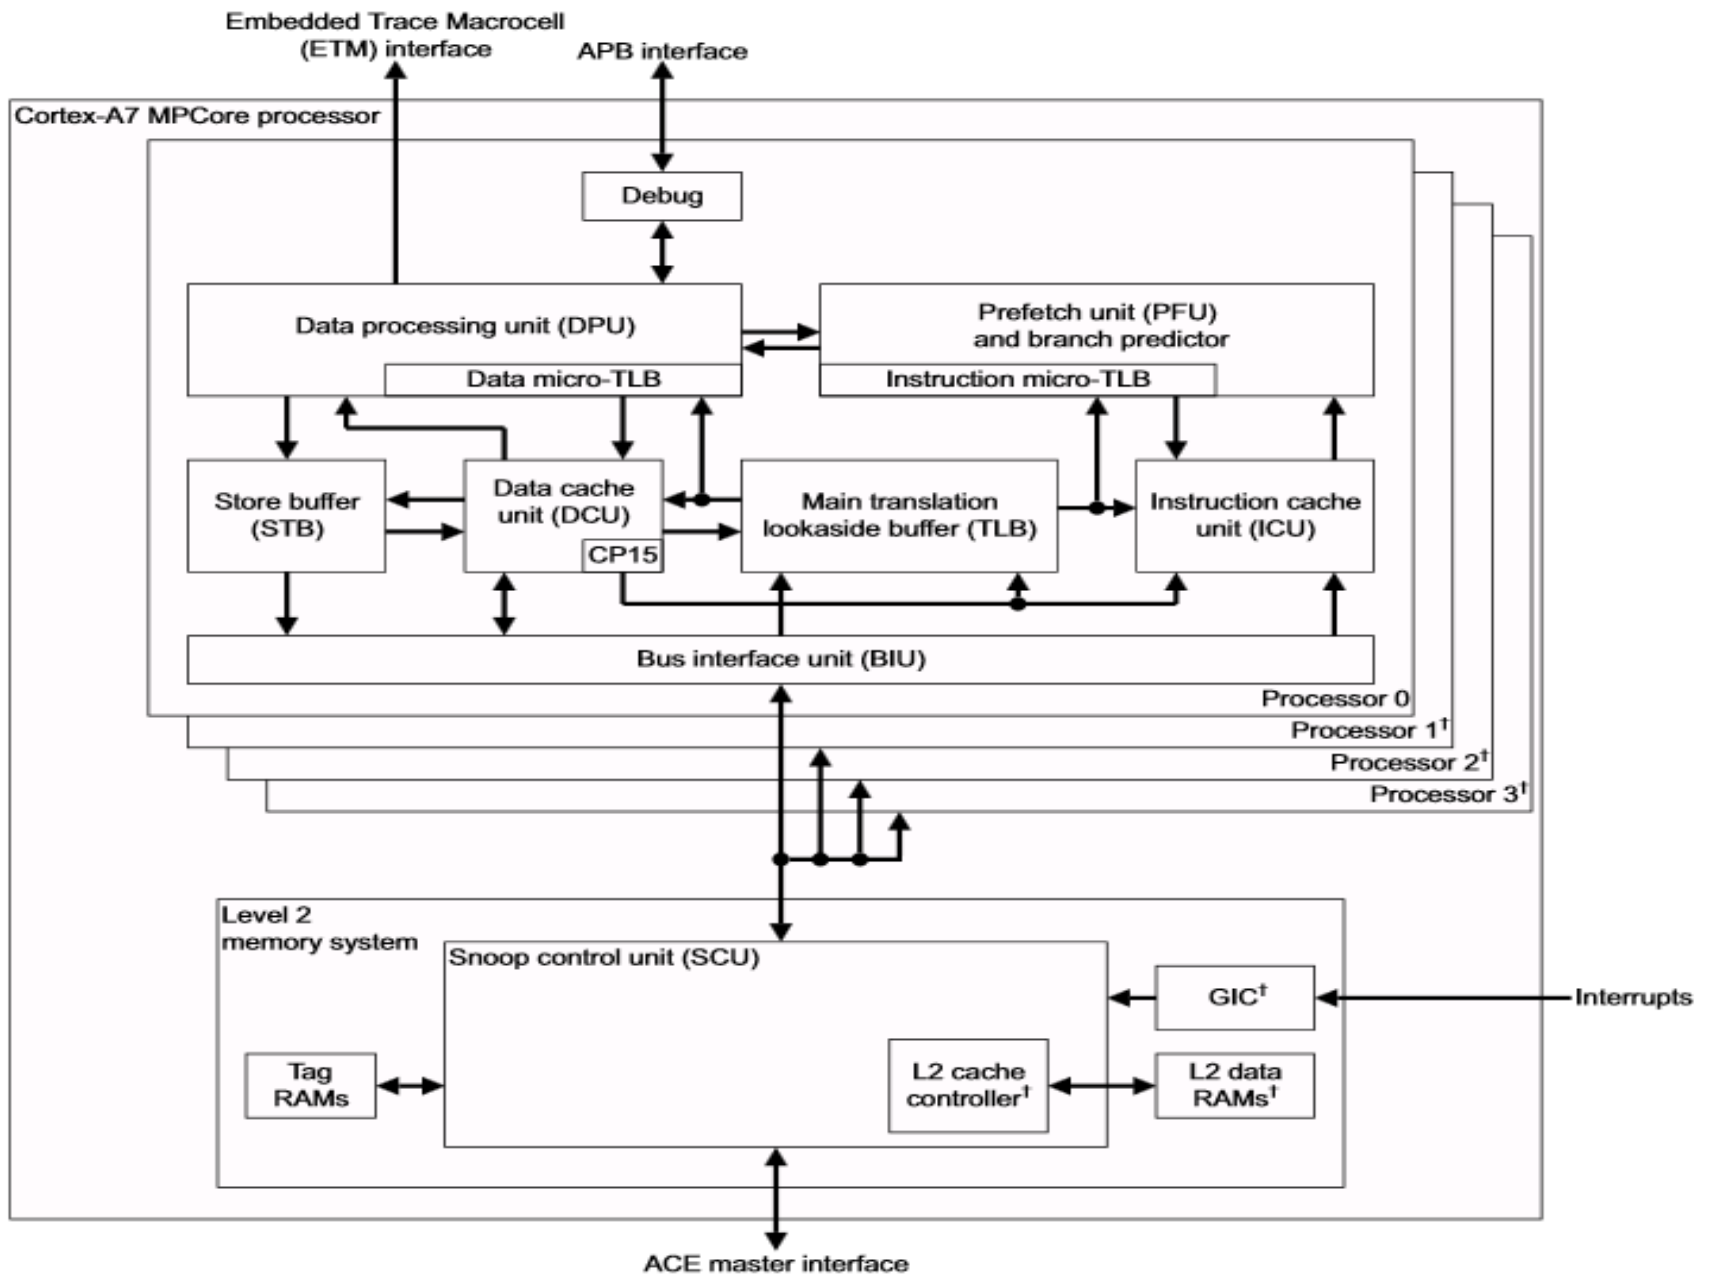 Embedded Trace Macrocell
(ETM) interface
APB interface
Cortex-A7 MPCore processor
Debug
Data processing unit (DPU)
Data micro-TLB
Prefetch unit (PFU)
and branch predictor
Instruction micro-TLB
Store buffer
(STB)
Data cache
unit (DCU)
CP15
Main translation
lookaside buffer (TLB)
Instruction cache
unit (ICU)
Bus interface unit (BIU)
Processor 0
Processor 1†
Processor 2†
Processor 3†
Level 2
memory system
Snoop control unit (SCU)
GIC†
Interrupts
Tag
RAMs
L2 cache
controller†
L2 data
RAMs†
ACE master interface